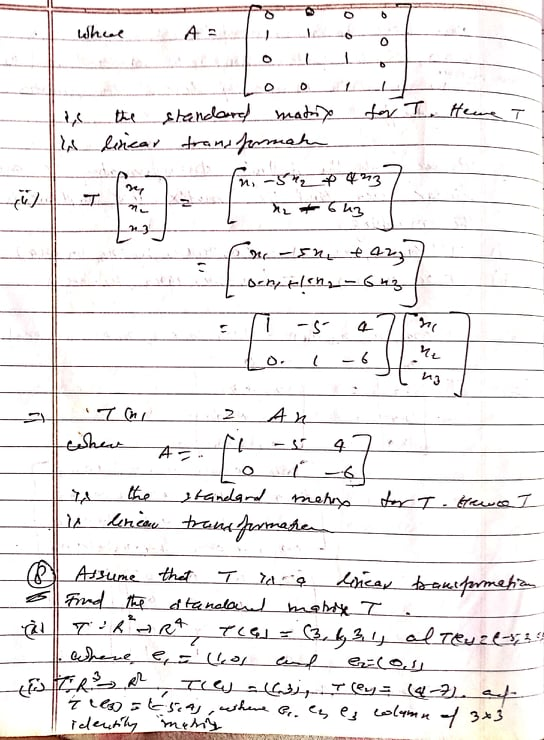 where A = [0 0 0 0
1 1 0 0
0 1 1 0
0 0 1 1]
is the standard matrix for T. Hence T
is linear transformation
(ii) T [x1 x2 x3] = [x1 - 5x2 + 4x3
x2 - 6x3]
= [x1 - 5x2 + 4x3
0·x1 + 1·x2 - 6x3]
= [1 -5 4
0 1 -6] [x1 x2 x3]
⇒ T(x) = Ax
where A = [1 -5 4
0 1 -6]
is the standard matrix for T. Hence T
is linear transformation
Assume that T is a linear transformation
Find the standard matrix T.
(i) T: R² → R⁴, T(e1) = (3, 1, 3, 1, and T(e2) = (-5,
where e1 = (1,0) and e2 = (0,1)
(ii) T: R³ → R², T(e1) = (1,3), T(e2) = (4,-7) and
T(e3) = (-5,4), where e1, e2, e3 column of 3x3
identity matrix